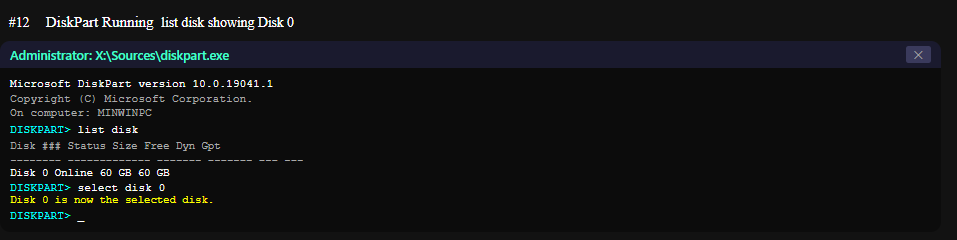 #12 DiskPart Running list disk showing Disk 0
Administrator: X:\Sources\diskpart.exe
Microsoft DiskPart version 10.0.19041.1
Copyright (C) Microsoft Corporation.
On computer: MINWINPC
DISKPART> list disk
Disk ### Status Size Free Dyn Gpt
-------- ------------- ------- ------- --- ---
Disk 0 Online 60 GB 60 GB
DISKPART> select disk 0
Disk 0 is now the selected disk.
DISKPART> _